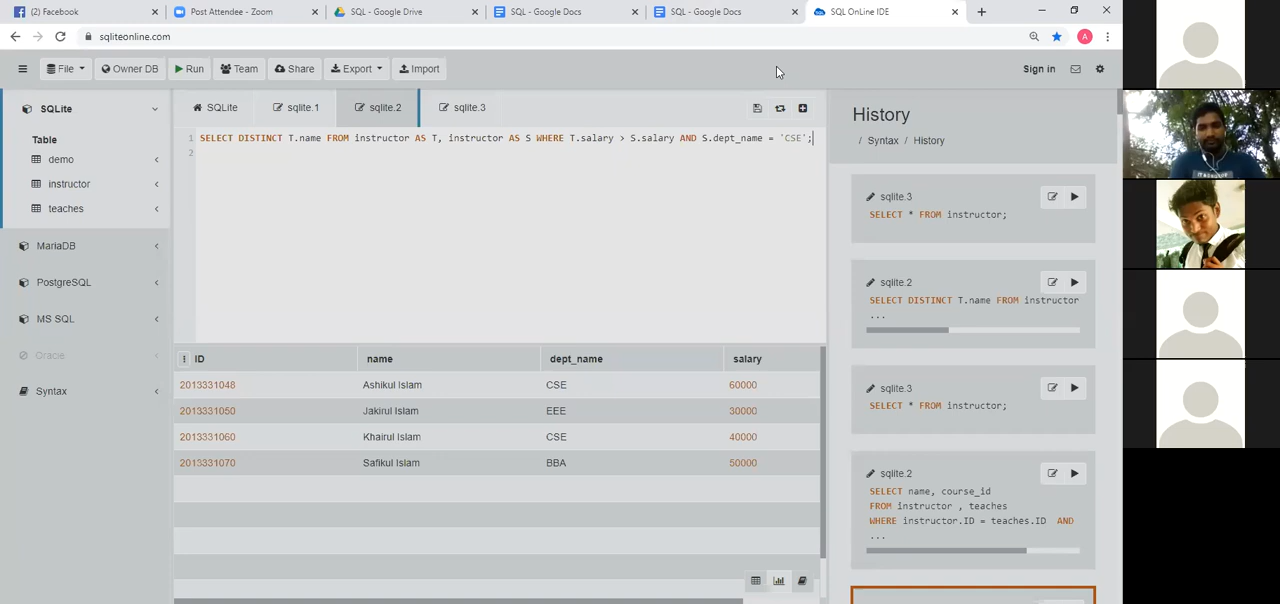 (2) Facebook
Post Attendee - Zoom
SQL - Google Drive
SQL - Google Docs
SQL - Google Docs
SQL OnLine IDE
sqliteonline.com
A
File
Owner DB
Run
Team
Share
Export
Import
Sign in
SQLite
Table
demo
instructor
teaches
MariaDB
PostgreSQL
MS SQL
Oracle
Syntax
SQLite
sqlite.1
sqlite.2
sqlite.3
1 SELECT DISTINCT T.name FROM instructor AS T, instructor AS S WHERE T.salary > S.salary AND S.dept_name = 'CSE';
2
ID name dept_name salary
2013331048 Ashikul Islam CSE 60000
2013331050 Jakirul Islam EEE 30000
2013331060 Khairul Islam CSE 40000
2013331070 Safikul Islam BBA 50000
History
/ Syntax / History
sqlite.3
SELECT * FROM instructor;
sqlite.2
SELECT DISTINCT T.name FROM instructor
...
sqlite.3
SELECT * FROM instructor;
sqlite.2
SELECT name, course_id
FROM instructor , teaches
WHERE instructor.ID = teaches.ID AND
...